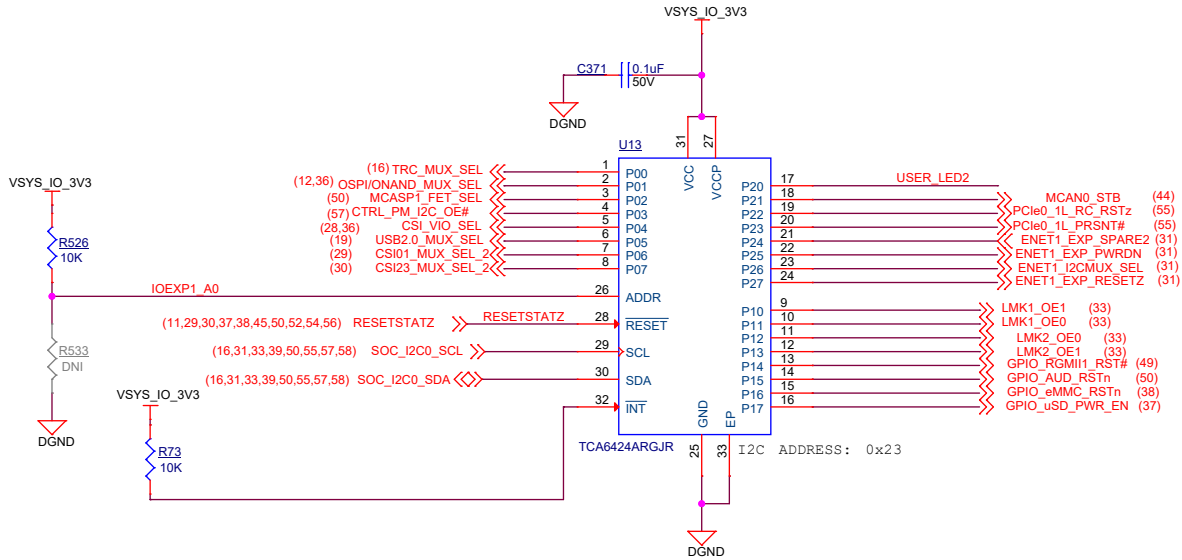 VSYS_IO_3V3
C371 0.1uF
50V
DGND
U13
31 27
VCC VCCP
(16) TRC_MUX_SEL 1 P00
(12,36) OSPI/ONAND_MUX_SEL 2 P01
(50) MCASP1_FET_SEL 3 P02
(57) CTRL_PM_I2C_OE# 4 P03
(28,36) CSI_VIO_SEL 5 P04
(19) USB2.0_MUX_SEL 6 P05
(29) CSI01_MUX_SEL_2 7 P06
(30) CSI23_MUX_SEL_2 8 P07
P20 17 USER_LED2
P21 18 MCAN0_STB (44)
P22 19 PCIe0_1L_RC_RSTz (55)
P23 20 PCIe0_1L_PRSNT# (55)
P24 21 ENET1_EXP_SPARE2 (31)
P25 22 ENET1_EXP_PWRDN (31)
P26 23 ENET1_I2CMUX_SEL (31)
P27 24 ENET1_EXP_RESETZ (31)
VSYS_IO_3V3
R526
10K
IOEXP1_A0 26 ADDR
R533
DNI
DGND
(11,29,30,37,38,45,50,52,54,56) RESETSTATZ RESETSTATZ 28 RESET
(16,31,33,39,50,55,57,58) SOC_I2C0_SCL 29 SCL
(16,31,33,39,50,55,57,58) SOC_I2C0_SDA 30 SDA
32 INT
P10 9 LMK1_OE1 (33)
P11 10 LMK1_OE0 (33)
P12 11 LMK2_OE0 (33)
P13 12 LMK2_OE1 (33)
P14 13 GPIO_RGMII1_RST# (49)
P15 14 GPIO_AUD_RSTn (50)
P16 15 GPIO_eMMC_RSTn (38)
P17 16 GPIO_uSD_PWR_EN (37)
VSYS_IO_3V3
R73
10K
GND EP
TCA6424ARGJR
25 33
I2C ADDRESS: 0x23
DGND